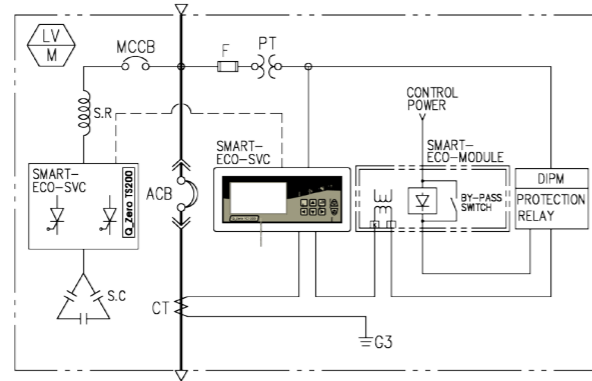 LV
M
MCCB
F
PT
S.R
CONTROL
POWER
SMART-
ECO-SVC
SMART-
ECO-MODULE
SMART-
ECO-SVC
Q_Zero TS200
ACB
BY-PASS
SWITCH
DIPM
PROTECTION
RELAY
S.C
CT
G3